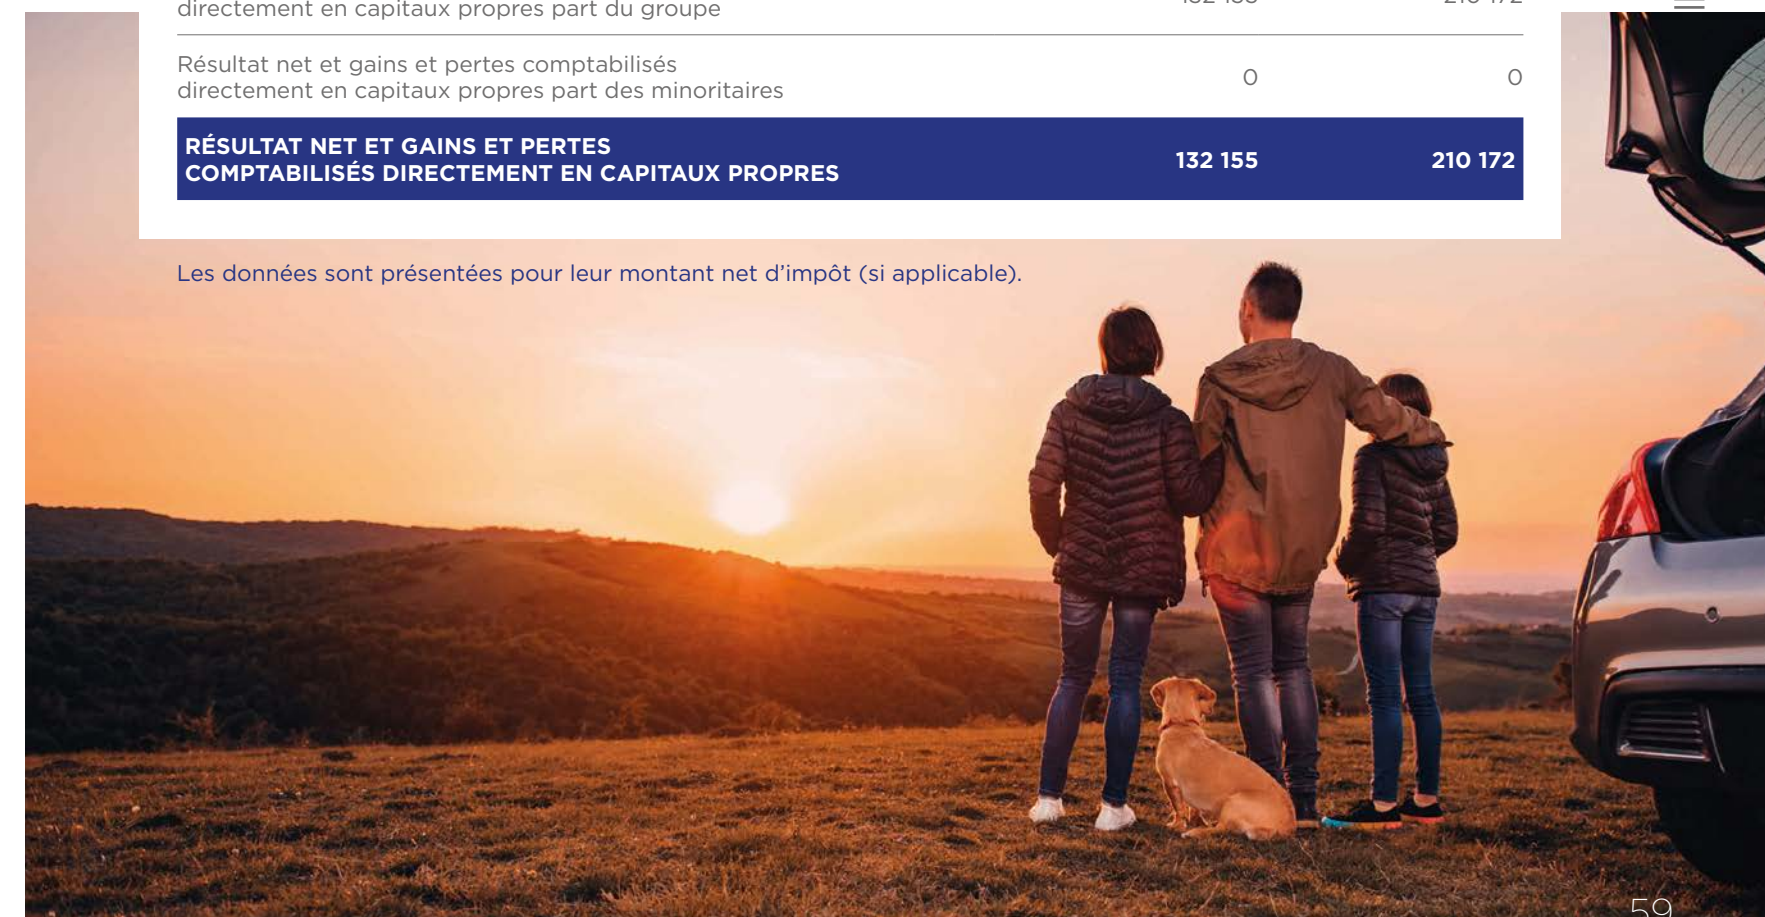 directement en capitaux propres part du groupe
Résultat net et gains et pertes comptabilisés
directement en capitaux propres part des minoritaires 0 0
RÉSULTAT NET ET GAINS ET PERTES
COMPTABILISÉS DIRECTEMENT EN CAPITAUX PROPRES 132 155 210 172
Les données sont présentées pour leur montant net d’impôt (si applicable).
59